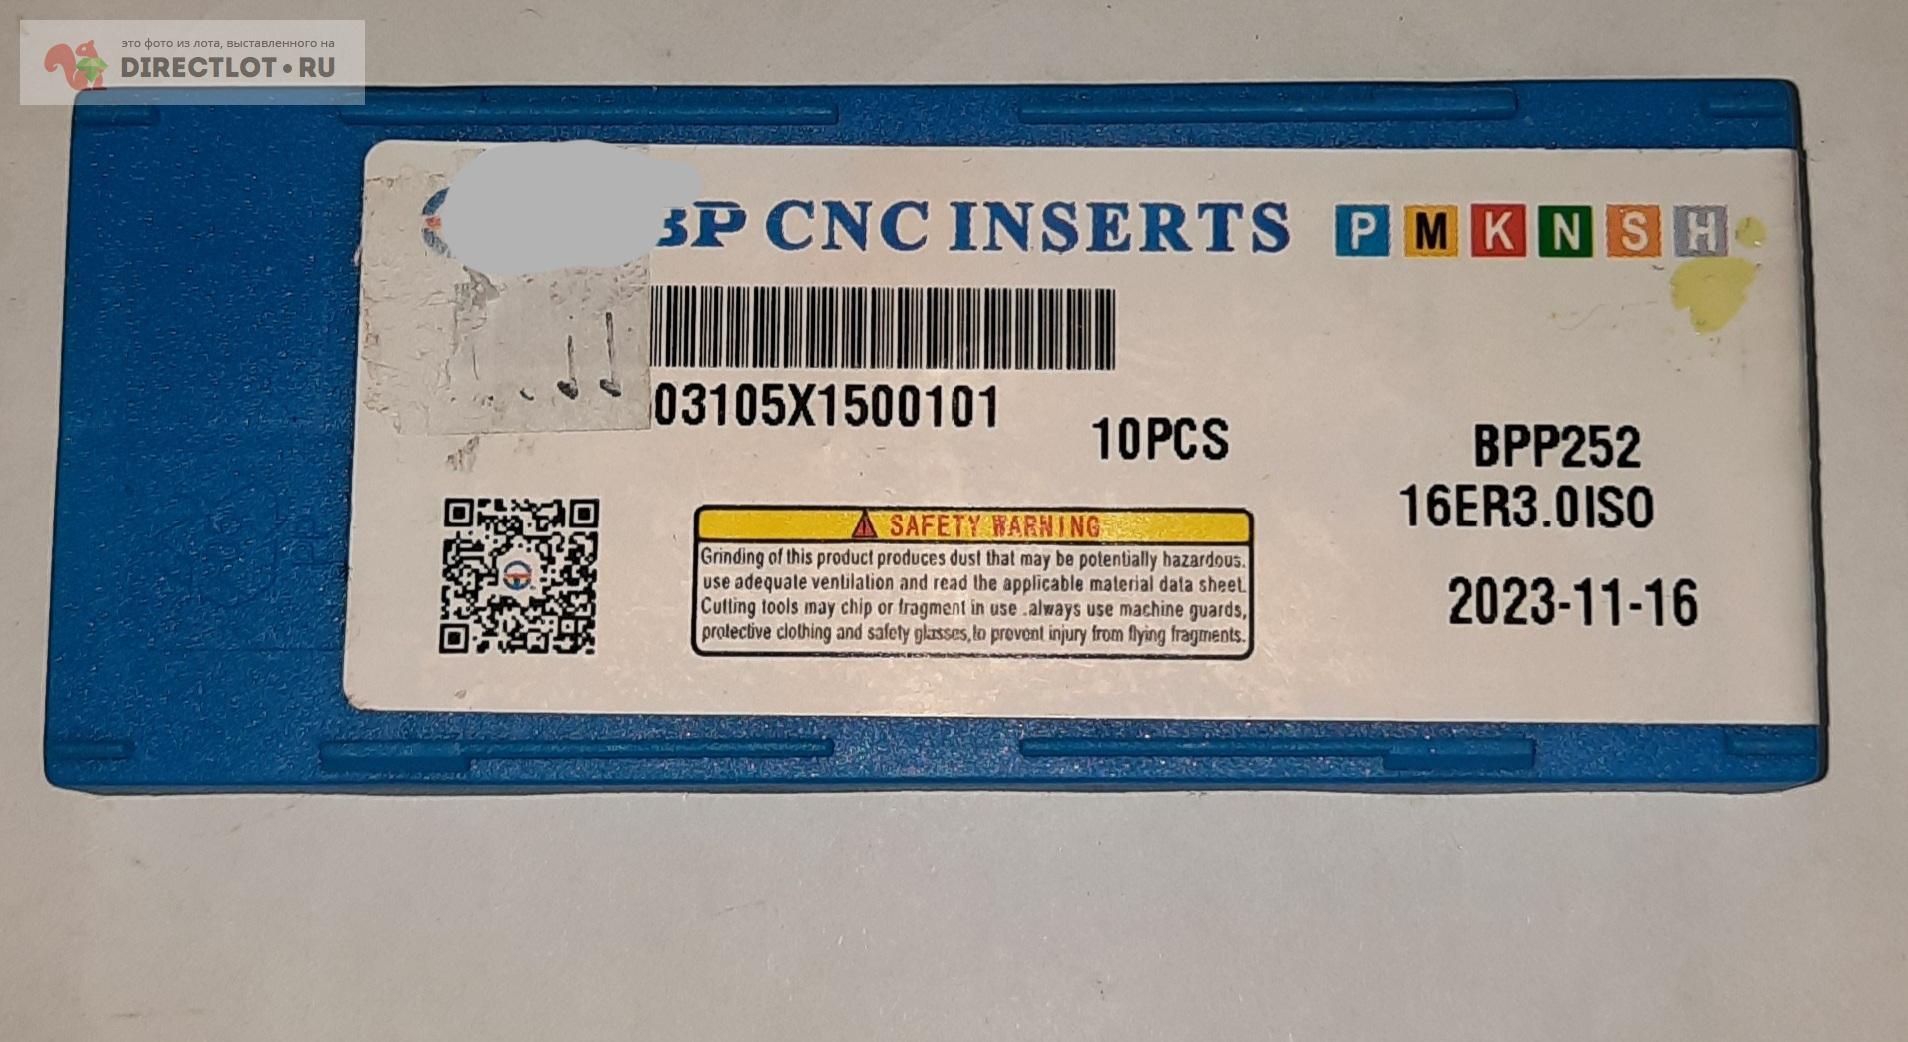 это фото из лота, выставленного на
DIRECTLOT•RU
BP CNC INSERTS P M K N S H
03105X1500101
10PCS
BPP252
16ER3.0ISO
2023-11-16
SAFETY WARNING
Grinding of this product produces dust that may be potentially hazardous.
use adequate ventilation and read the applicable material data sheet.
Cutting tools may chip or fragment in use .always use machine guards,
protective clothing and safety glasses,to prevent injury from flying fragments.